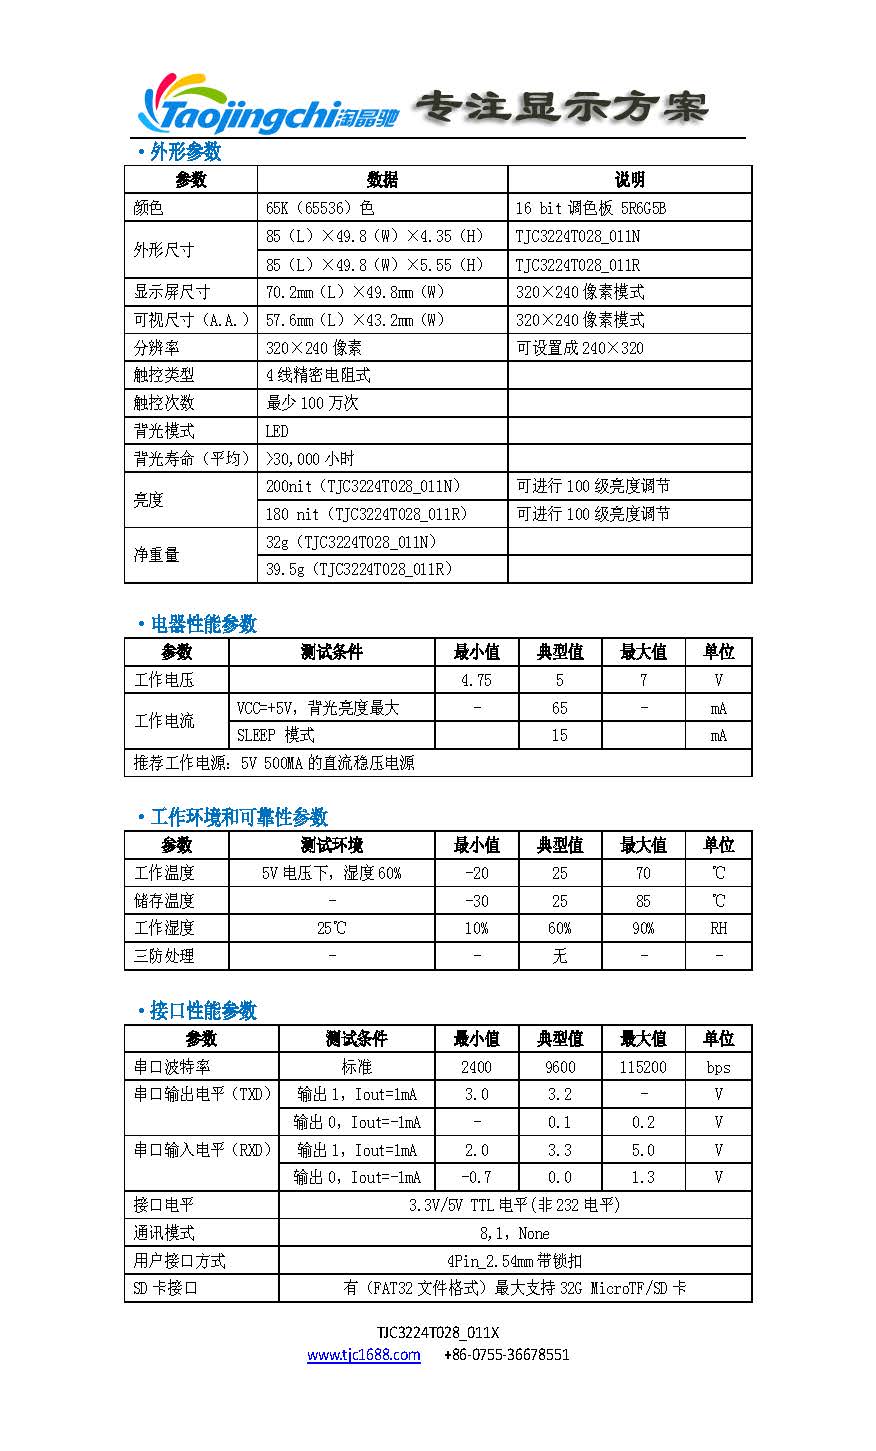 Taojingchi淘晶驰 专注显示方案
·外形参数
参数 数据 说明
颜色 65K（65536）色 16 bit 调色板 5R6G5B
外形尺寸 85（L）×49.8（W）×4.35（H） TJC3224T028_011N
85（L）×49.8（W）×5.55（H） TJC3224T028_011R
显示屏尺寸 70.2mm（L）×49.8mm（W） 320×240 像素模式
可视尺寸（A.A.） 57.6mm（L）×43.2mm（W） 320×240 像素模式
分辨率 320×240 像素 可设置成 240×320
触控类型 4 线精密电阻式
触控次数 最少 100 万次
背光模式 LED
背光寿命（平均） >30,000 小时
亮度 200nit（TJC3224T028_011N） 可进行 100 级亮度调节
180 nit（TJC3224T028_011R） 可进行 100 级亮度调节
净重量 32g（TJC3224T028_011N）
39.5g（TJC3224T028_011R）
·电器性能参数
参数 测试条件 最小值 典型值 最大值 单位
工作电压 4.75 5 7 V
工作电流 VCC=+5V，背光亮度最大 - 65 - mA
SLEEP 模式 15 mA
推荐工作电源：5V 500MA 的直流稳压电源
·工作环境和可靠性参数
参数 测试环境 最小值 典型值 最大值 单位
工作温度 5V 电压下，湿度 60% -20 25 70 ℃
储存温度 - -30 25 85 ℃
工作湿度 25℃ 10% 60% 90% RH
三防处理 - - 无 - -
·接口性能参数
参数 测试条件 最小值 典型值 最大值 单位
串口波特率 标准 2400 9600 115200 bps
串口输出电平（TXD） 输出 1，Iout=1mA 3.0 3.2 - V
输出 0，Iout=-1mA - 0.1 0.2 V
串口输入电平（RXD） 输出 1，Iout=1mA 2.0 3.3 5.0 V
输出 0，Iout=-1mA -0.7 0.0 1.3 V
接口电平 3.3V/5V TTL 电平(非 232 电平)
通讯模式 8,1，None
用户接口方式 4Pin_2.54mm 带锁扣
SD 卡接口 有（FAT32 文件格式）最大支持 32G MicroTF/SD 卡
TJC3224T028_011X
www.tjc1688.com +86-0755-36678551